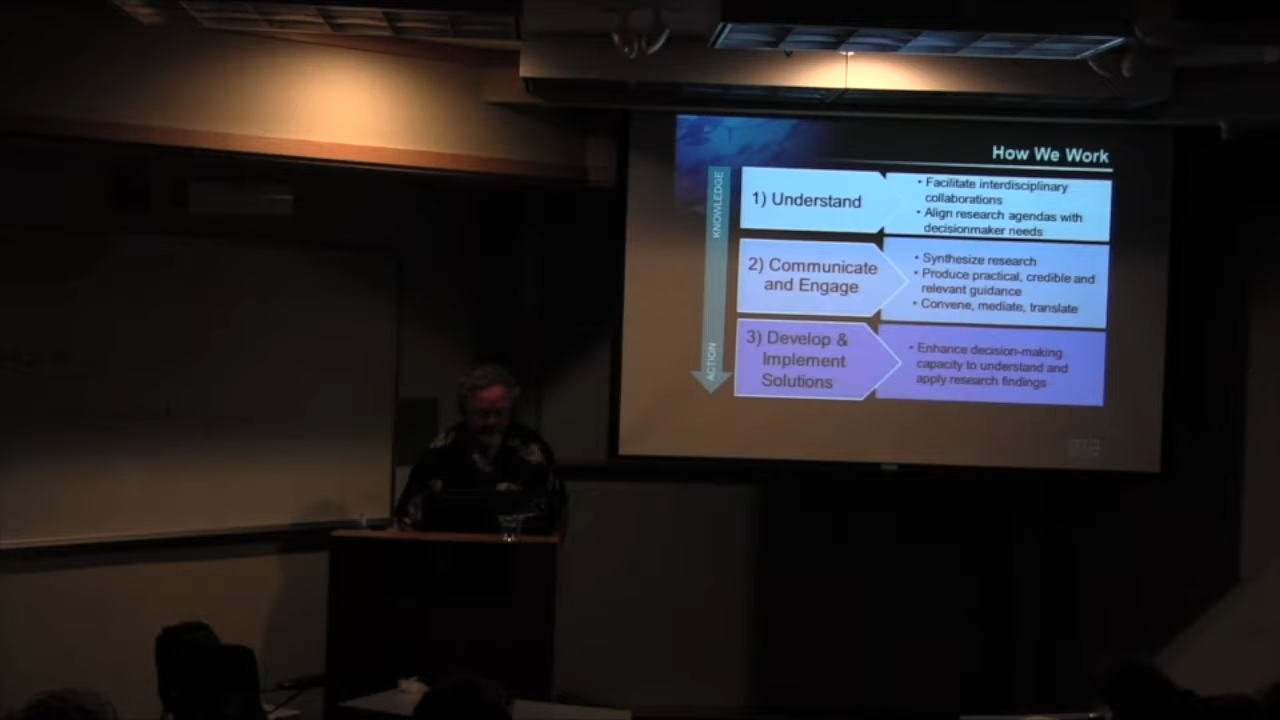 How We Work
KNOWLEDGE
1) Understand
• Facilitate interdisciplinary
collaborations
• Align research agendas with
decisionmaker needs
2) Communicate
and Engage
• Synthesize research
• Produce practical, credible and
relevant guidance
• Convene, mediate, translate
3) Develop &
Implement
Solutions
• Enhance decision-making
capacity to understand and
apply research findings
ACTION